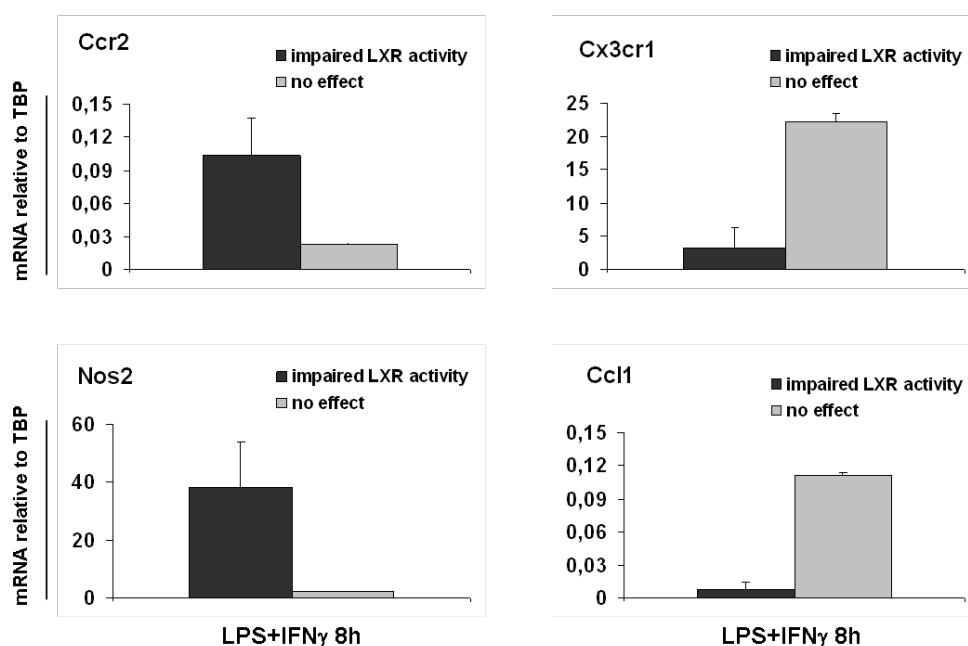 Ccr2
impaired LXR activity
no effect
mRNA relative to TBP
0,15
0,12
0,09
0,06
0,03
0
Cx3cr1
impaired LXR activity
no effect
25
20
15
10
5
0
Nos2
impaired LXR activity
no effect
mRNA relative to TBP
60
40
20
0
LPS+IFNγ 8h
Ccl1
impaired LXR activity
no effect
0,15
0,12
0,09
0,06
0,03
0
LPS+IFNγ 8h